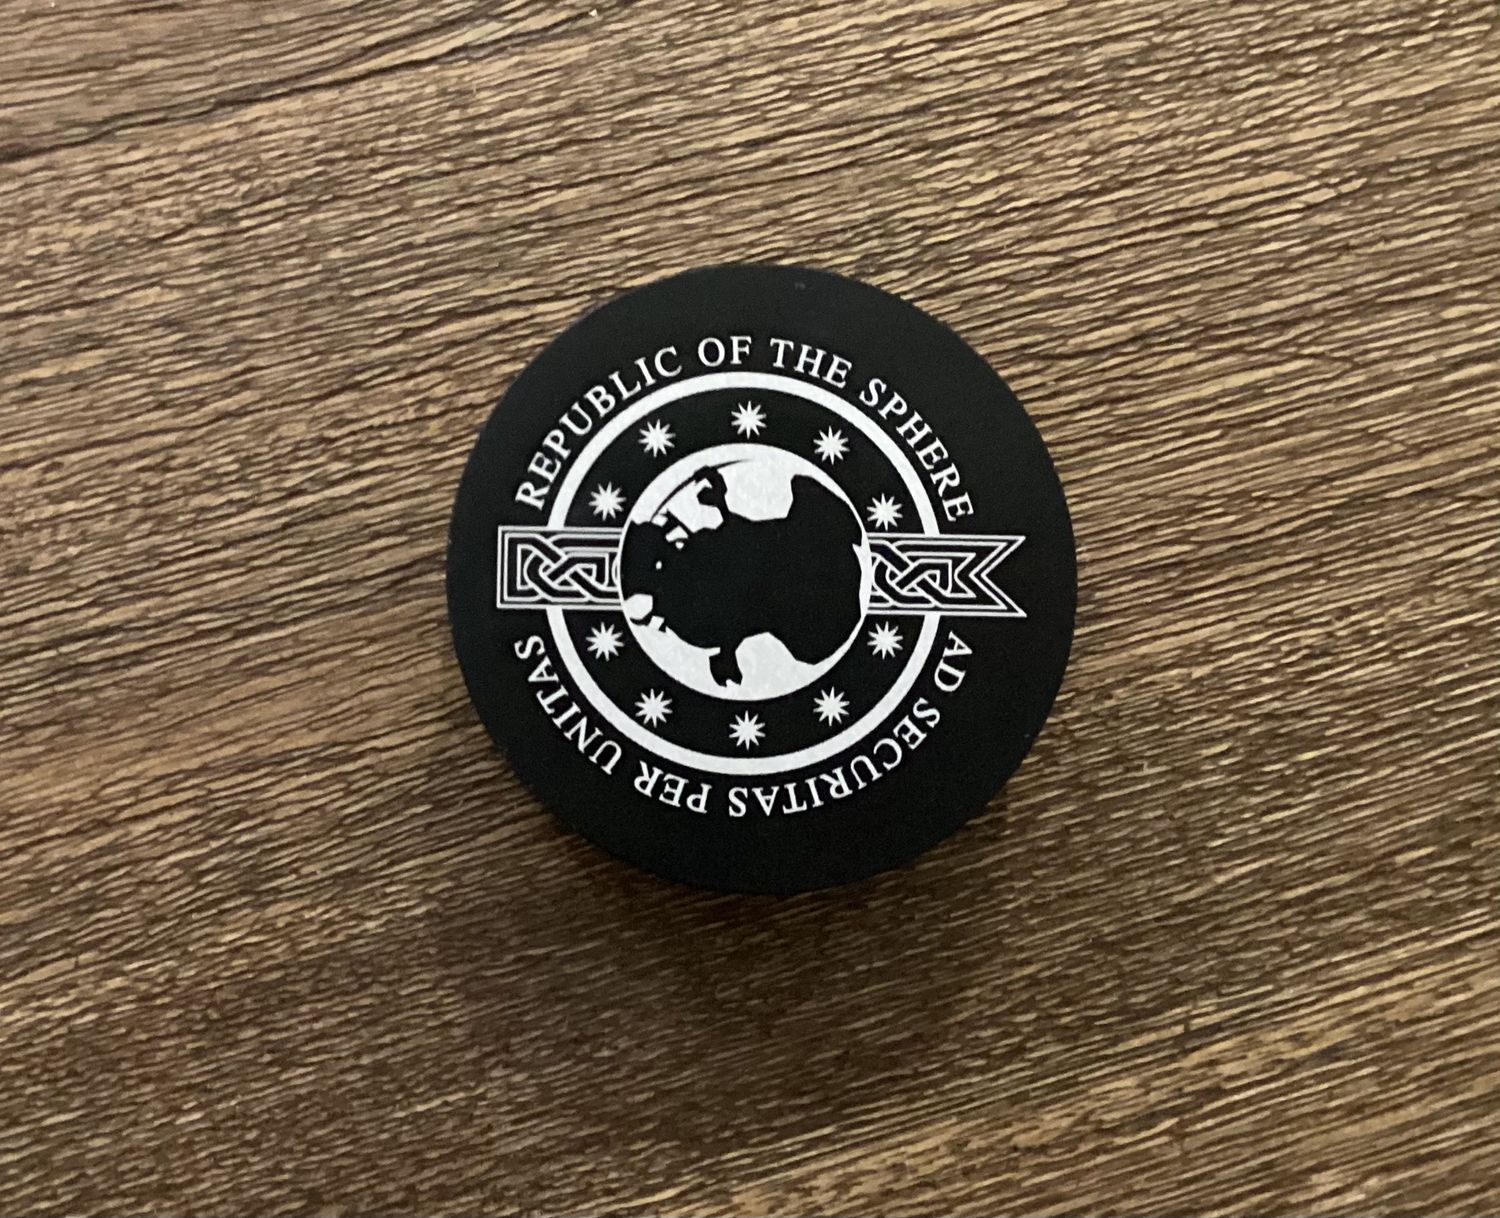 REPUBLIC OF THE SPHERE
AD SECURITAS PER UNITAS